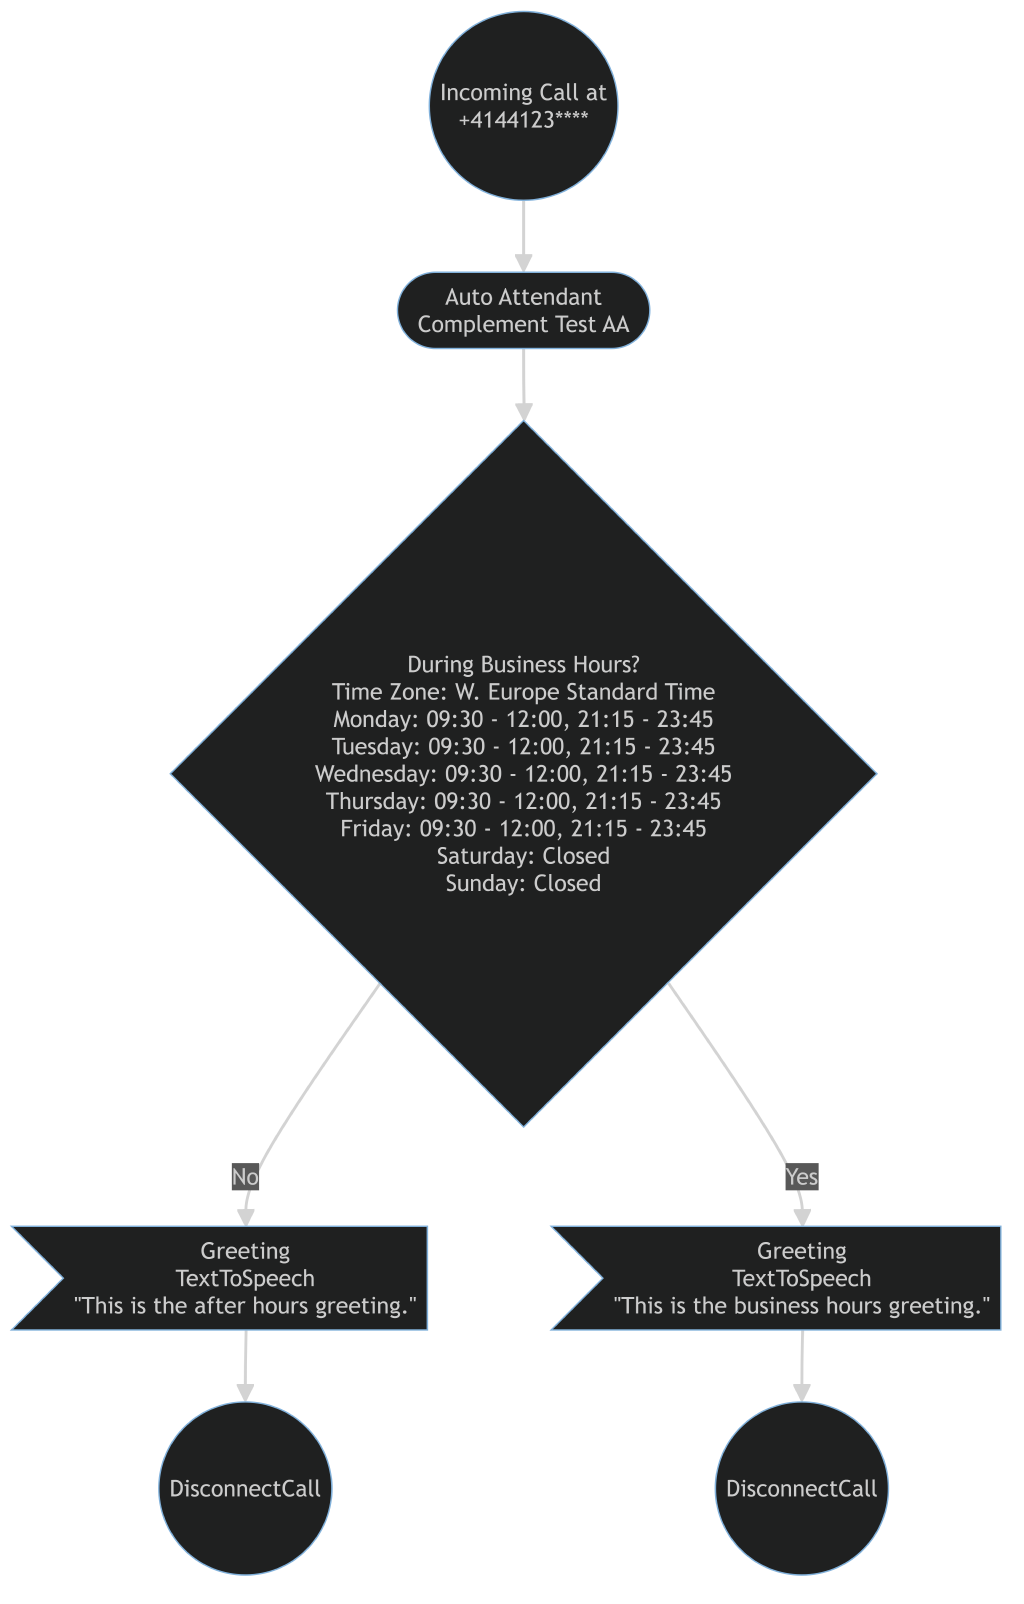 Incoming Call at
+4144123****
Auto Attendant
Complement Test AA
During Business Hours?
Time Zone: W. Europe Standard Time
Monday: 09:30 - 12:00, 21:15 - 23:45
Tuesday: 09:30 - 12:00, 21:15 - 23:45
Wednesday: 09:30 - 12:00, 21:15 - 23:45
Thursday: 09:30 - 12:00, 21:15 - 23:45
Friday: 09:30 - 12:00, 21:15 - 23:45
Saturday: Closed
Sunday: Closed
No
Yes
Greeting
TextToSpeech
"This is the after hours greeting."
Greeting
TextToSpeech
"This is the business hours greeting."
DisconnectCall
DisconnectCall